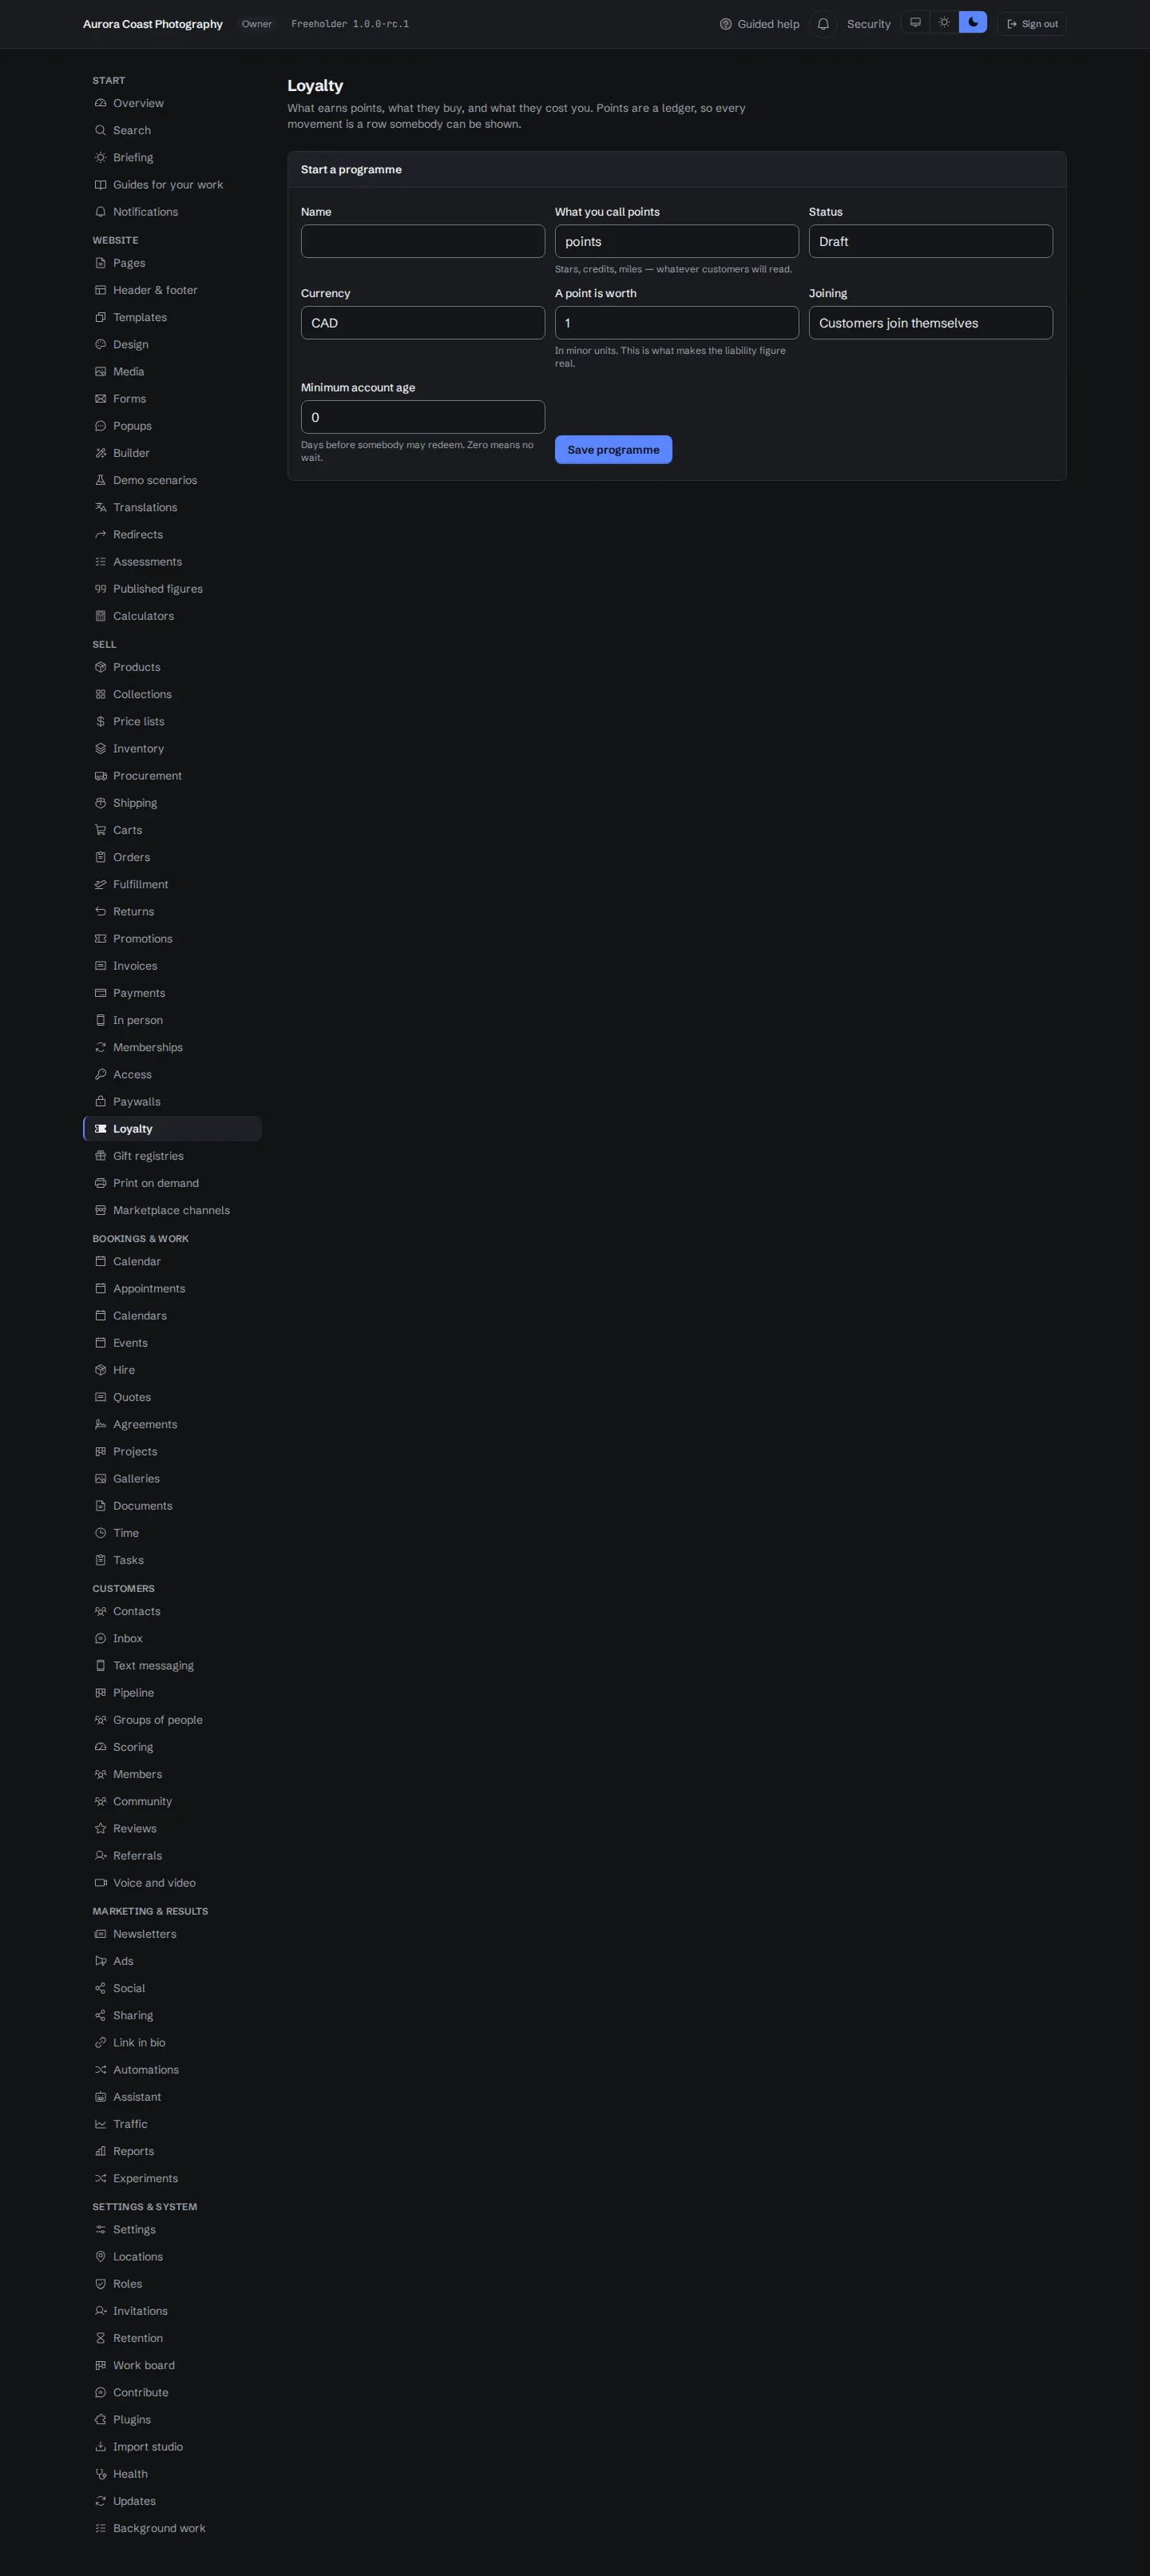 Aurora Coast Photography
Owner
Freeholder 1.0.0-rc.1
Guided help
Security
Sign out
START
Overview
Search
Briefing
Guides for your work
Notifications
WEBSITE
Pages
Header & footer
Templates
Design
Media
Forms
Popups
Builder
Demo scenarios
Translations
Redirects
Assessments
Published figures
Calculators
SELL
Products
Collections
Price lists
Inventory
Procurement
Shipping
Carts
Orders
Fulfillment
Returns
Promotions
Invoices
Payments
In person
Memberships
Access
Paywalls
Loyalty
Gift registries
Print on demand
Marketplace channels
BOOKINGS & WORK
Calendar
Appointments
Calendars
Events
Hire
Quotes
Agreements
Projects
Galleries
Documents
Time
Tasks
CUSTOMERS
Contacts
Inbox
Text messaging
Pipeline
Groups of people
Scoring
Members
Community
Reviews
Referrals
Voice and video
MARKETING & RESULTS
Newsletters
Ads
Social
Sharing
Link in bio
Automations
Assistant
Traffic
Reports
Experiments
SETTINGS & SYSTEM
Settings
Locations
Roles
Invitations
Retention
Work board
Contribute
Plugins
Import studio
Health
Updates
Background work
Loyalty
What earns points, what they buy, and what they cost you. Points are a ledger, so every
movement is a row somebody can be shown.
Start a programme
Name
What you call points
points
Stars, credits, miles — whatever customers will read.
Status
Draft
Currency
CAD
A point is worth
1
In minor units. This is what makes the liability figure
real.
Joining
Customers join themselves
Minimum account age
0
Days before somebody may redeem. Zero means no
wait.
Save programme